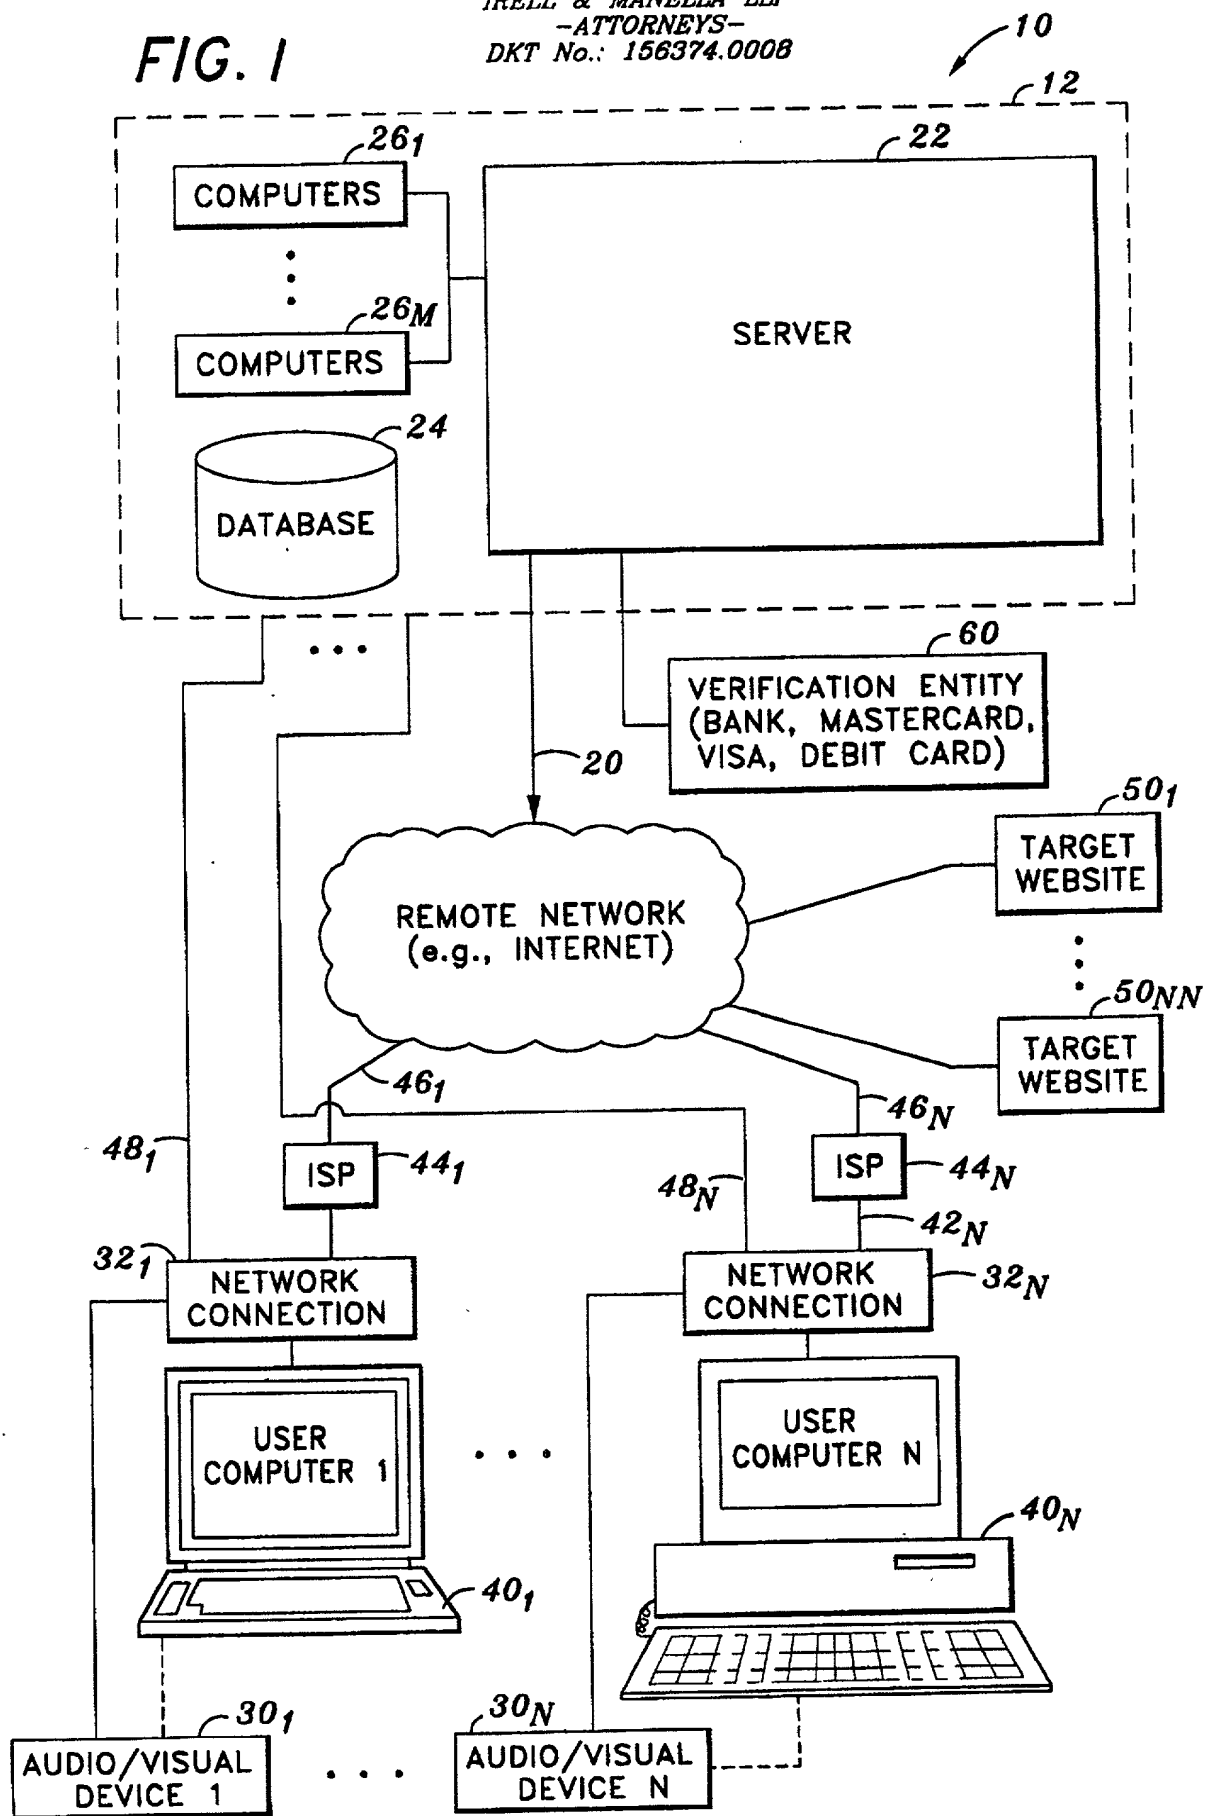 IRELL & MANELLA LLP
-ATTORNEYS-
DKT No.: 156374.0008
FIG. 1
10
12
26₁
22
COMPUTERS
26M
COMPUTERS
SERVER
24
DATABASE
60
VERIFICATION ENTITY
(BANK, MASTERCARD,
VISA, DEBIT CARD)
20
50₁
TARGET
WEBSITE
REMOTE NETWORK
(e.g., INTERNET)
50NN
TARGET
WEBSITE
46₁
46N
48₁
ISP
44₁
48N
ISP
44N
42N
32₁
NETWORK
CONNECTION
NETWORK
CONNECTION
32N
USER
COMPUTER 1
USER
COMPUTER N
40₁
40N
30₁
AUDIO/VISUAL
DEVICE 1
30N
AUDIO/VISUAL
DEVICE N